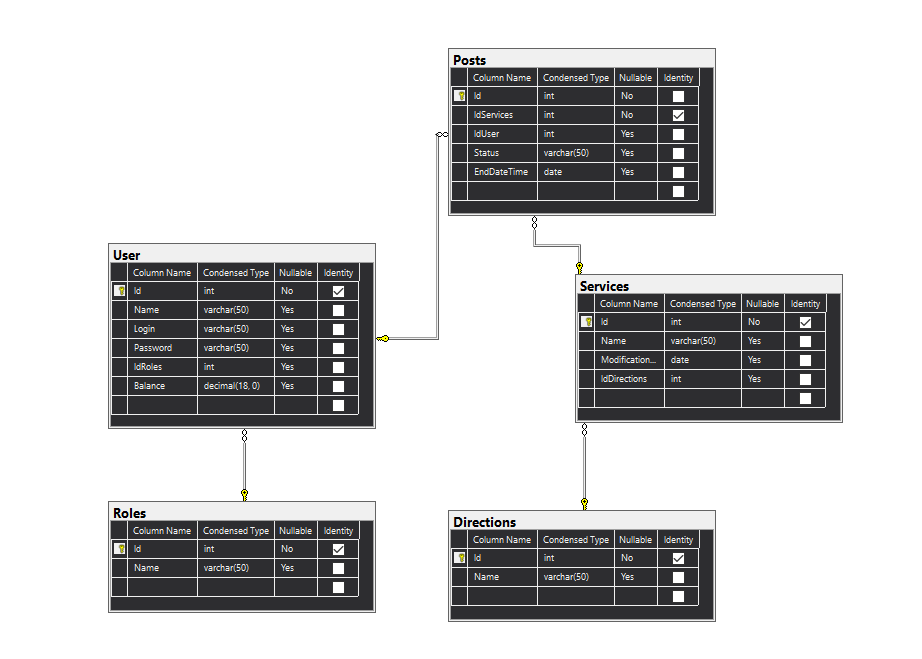 Posts
Column Name Condensed Type Nullable Identity
Id int No
IdServices int No
IdUser int Yes
Status varchar(50) Yes
EndDateTime date Yes
User
Column Name Condensed Type Nullable Identity
Id int No
Name varchar(50) Yes
Login varchar(50) Yes
Password varchar(50) Yes
IdRoles int Yes
Balance decimal(18, 0) Yes
Services
Column Name Condensed Type Nullable Identity
Id int No
Name varchar(50) Yes
Modification... date Yes
IdDirections int Yes
Roles
Column Name Condensed Type Nullable Identity
Id int No
Name varchar(50) Yes
Directions
Column Name Condensed Type Nullable Identity
Id int No
Name varchar(50) Yes